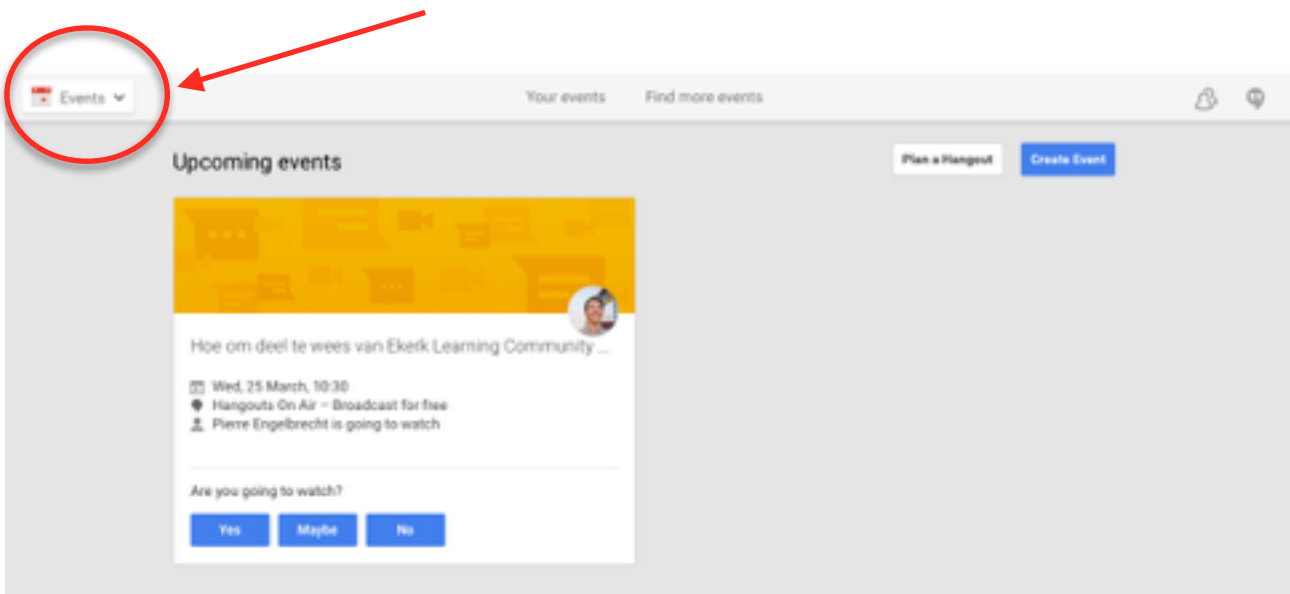 Events
Your events
Find more events
Upcoming events
Plan a Hangout
Create Event
Hoe om deel te wees van Ekerk Learning Community ...
Wed, 25 March, 10:30
Hangouts On Air – Broadcast for free
Pierre Engelbrecht is going to watch
Are you going to watch?
Yes
Maybe
No